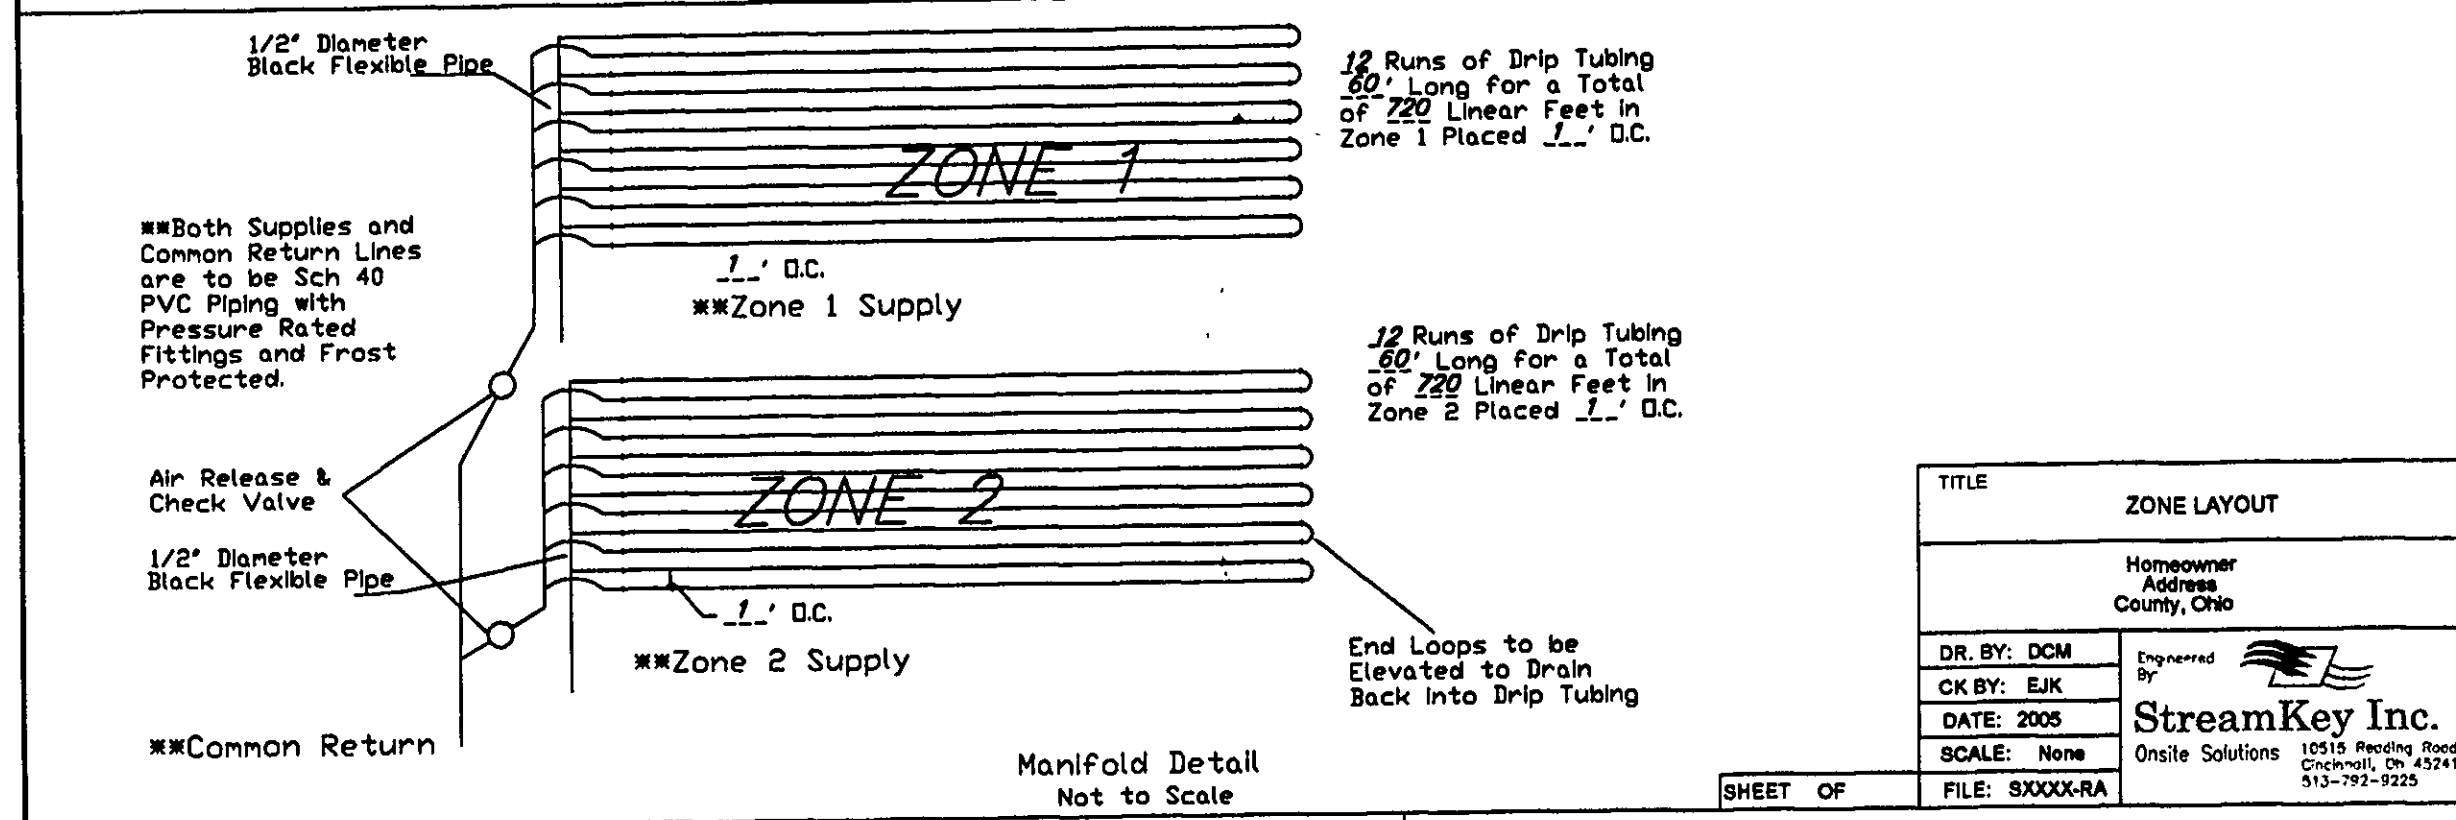 1/2" Diameter
Black Flexible Pipe
12 Runs of Drip Tubing
60' Long for a Total
of 720 Linear Feet in
Zone 1 Placed 1' O.C.
ZONE 1
**Both Supplies and
Common Return Lines
are to be Sch 40
PVC Piping with
Pressure Rated
Fittings and Frost
Protected.
1' O.C.
**Zone 1 Supply
12 Runs of Drip Tubing
60' Long for a Total
of 720 Linear Feet in
Zone 2 Placed 1' O.C.
Air Release &
Check Valve
ZONE 2
1/2" Diameter
Black Flexible Pipe
1' O.C.
**Zone 2 Supply
End Loops to be
Elevated to Drain
Back into Drip Tubing
**Common Return
Manifold Detail
Not to Scale
TITLE
ZONE LAYOUT
Homeowner
Address
County, Ohio
DR. BY: DCM
CK BY: EJK
DATE: 2005
SCALE: None
FILE: SXXXX-RA
SHEET OF
Engineered
By
StreamKey Inc.
Onsite Solutions
10515 Reading Road
Cincinnati, Oh 45241
513-792-9225